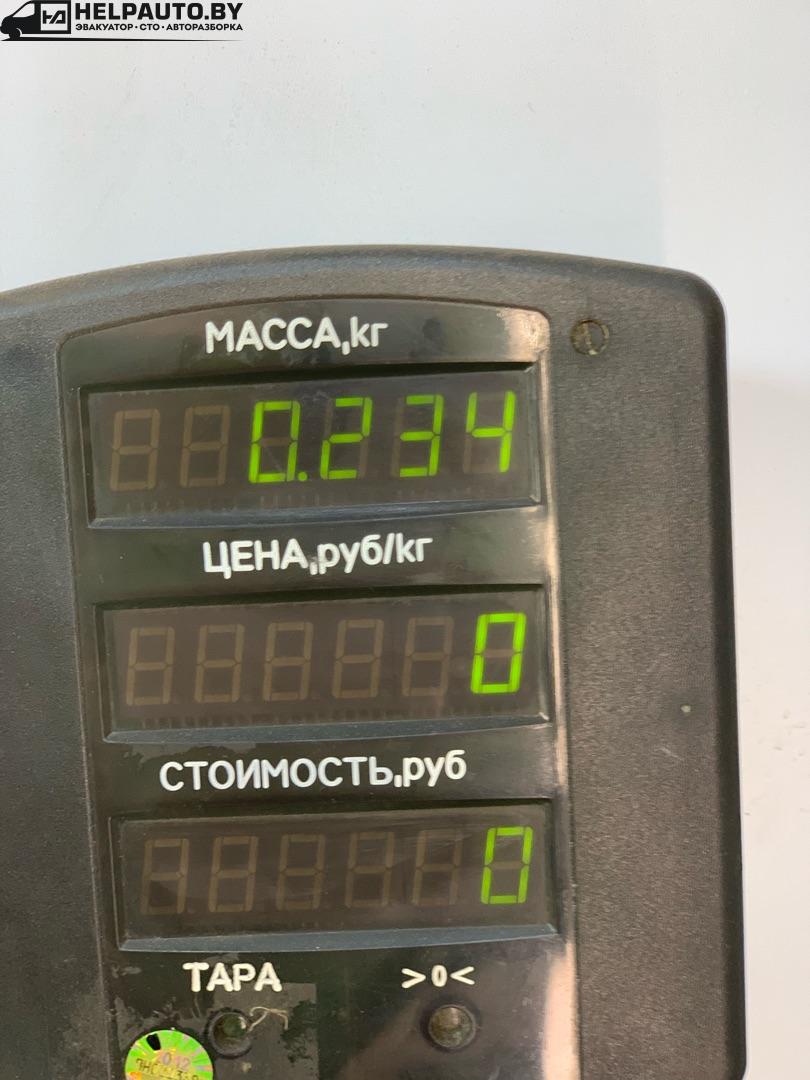 HELPAUTO.BY
ЭВАКУАТОР · СТО · АВТОРАЗБОРКА
МАССА,кг
0.234
ЦЕНА,руб/кг
0
СТОИМОСТЬ,руб
0
ТАРА >0<